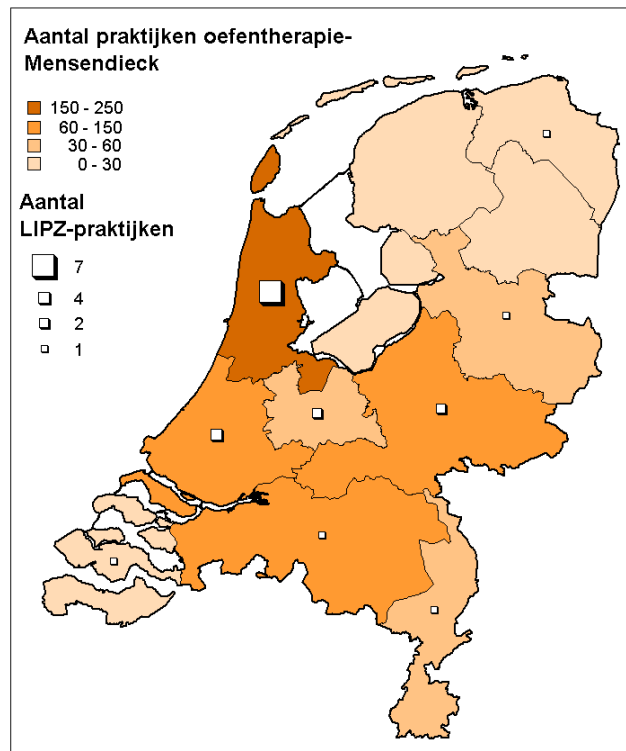 Aantal praktijken oefentherapie-
Mensendieck
150 - 250
60 - 150
30 - 60
0 - 30
Aantal
LIPZ-praktijken
7
4
2
1